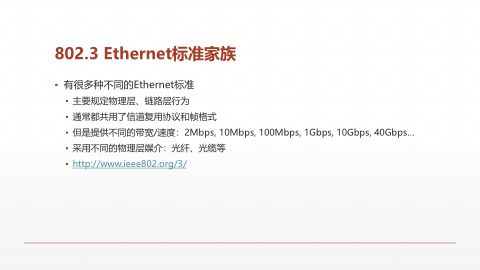 802.3 Ethernet标准家族
有很多种不同的Ethernet标准
主要规定物理层、链路层行为
通常都共用了信道复用协议和帧格式
但是提供不同的带宽/速度：2Mbps, 10Mbps, 100Mbps, 1Gbps, 10Gbps, 40Gbps…
采用不同的物理层媒介：光纤、光缆等
http://www.ieee802.org/3/